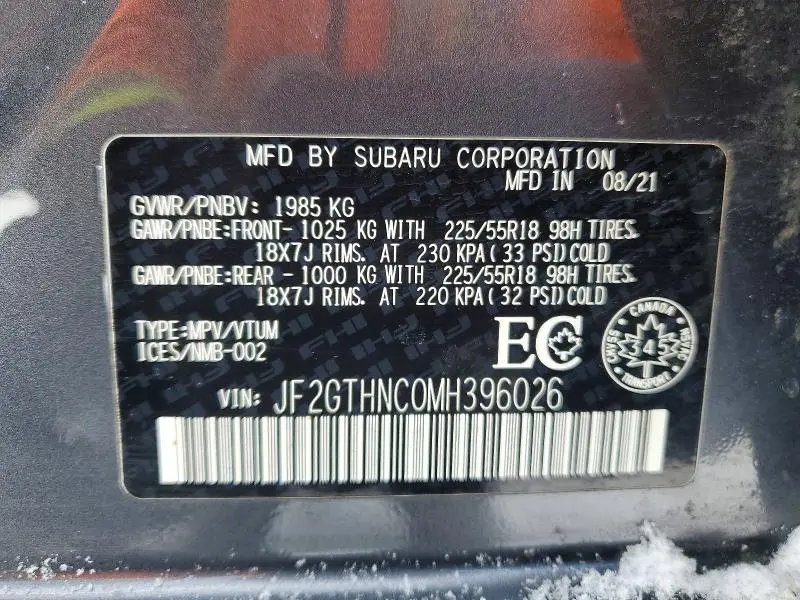 MFD BY SUBARU CORPORATION
MFD IN 08/21
GVWR/PNBV: 1985 KG
GAWR/PNBE:FRONT- 1025 KG WITH 225/55R18 98H TIRES.
18X7J RIMS. AT 230 KPA( 33 PSI)COLD
GAWR/PNBE:REAR - 1000 KG WITH 225/55R18 98H TIRES.
18X7J RIMS. AT 220 KPA( 32 PSI)COLD
TYPE:MPV/VTUM
ICES/NMB-002
EC
CANADA
CMVSS
345
NSVAC
TRANSPORT
VIN: JF2GTHNC0MH396026